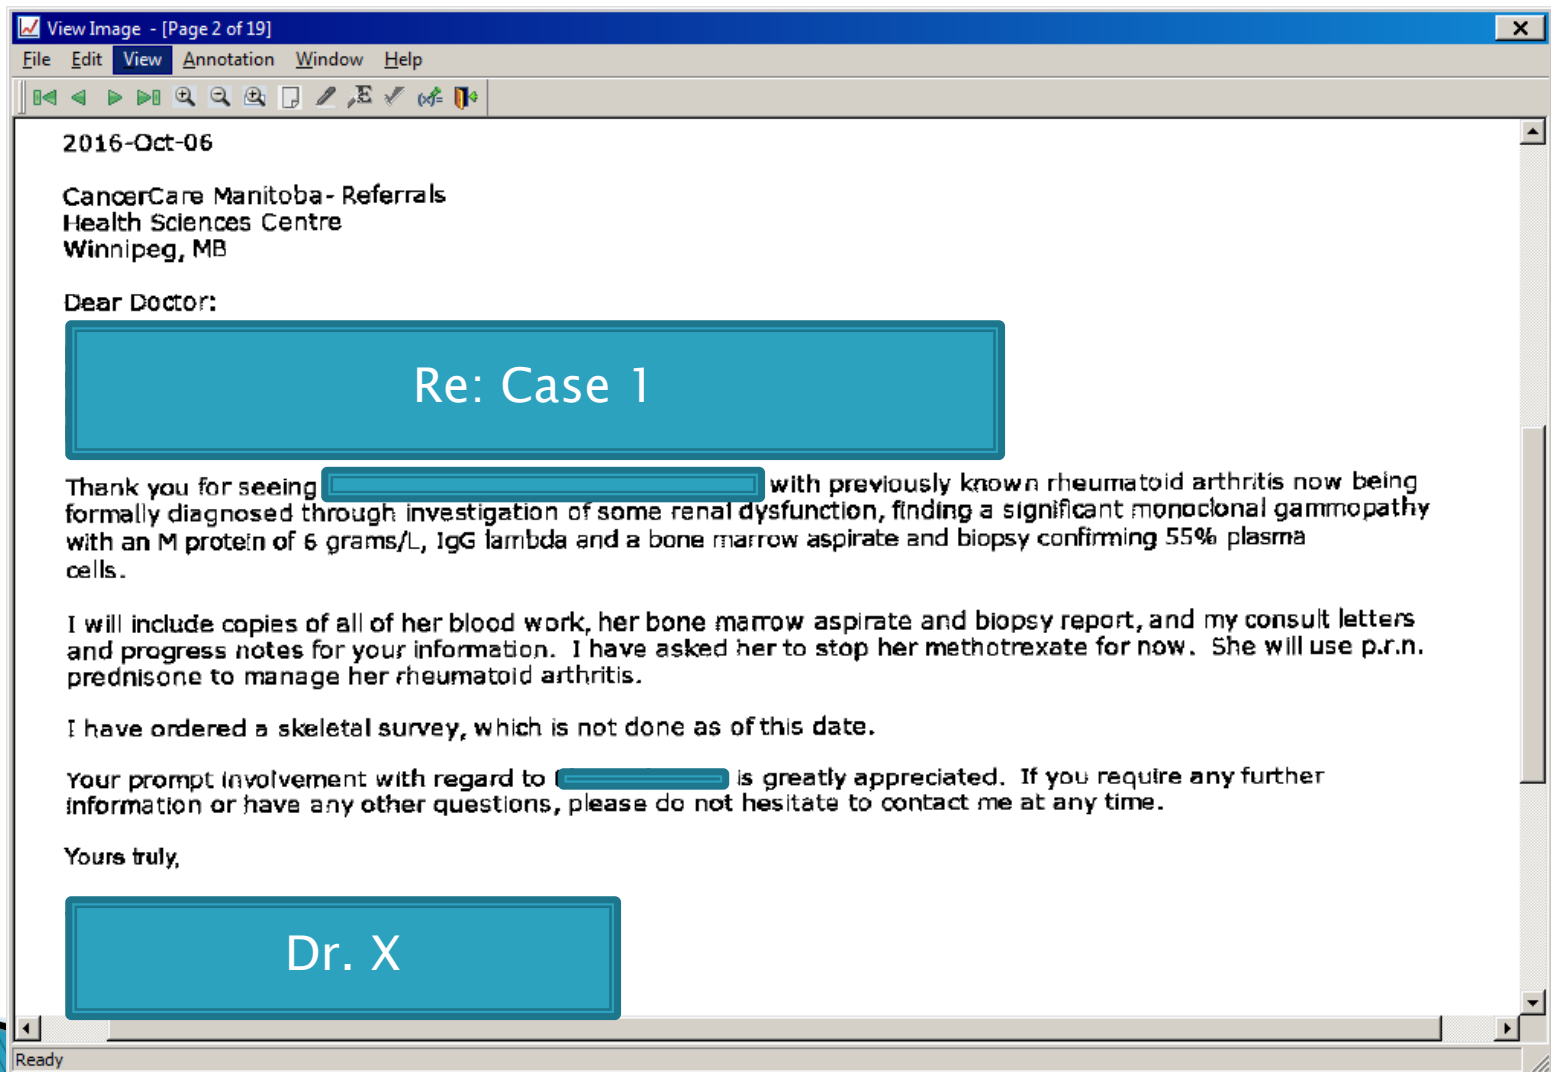 View Image - [Page 2 of 19]
File Edit View Annotation Window Help
2016-Oct-06
CancerCare Manitoba- Referrals
Health Sciences Centre
Winnipeg, MB
Dear Doctor:
Re: Case 1
Thank you for seeing with previously known rheumatoid arthritis now being
formally diagnosed through investigation of some renal dysfunction, finding a significant monoclonal gammopathy
with an M protein of 6 grams/L, IgG lambda and a bone marrow aspirate and biopsy confirming 55% plasma
cells.
I will include copies of all of her blood work, her bone marrow aspirate and biopsy report, and my consult letters
and progress notes for your information. I have asked her to stop her methotrexate for now. She will use p.r.n.
prednisone to manage her rheumatoid arthritis.
I have ordered a skeletal survey, which is not done as of this date.
Your prompt involvement with regard to is greatly appreciated. If you require any further
information or have any other questions, please do not hesitate to contact me at any time.
Yours truly,
Dr. X
Ready